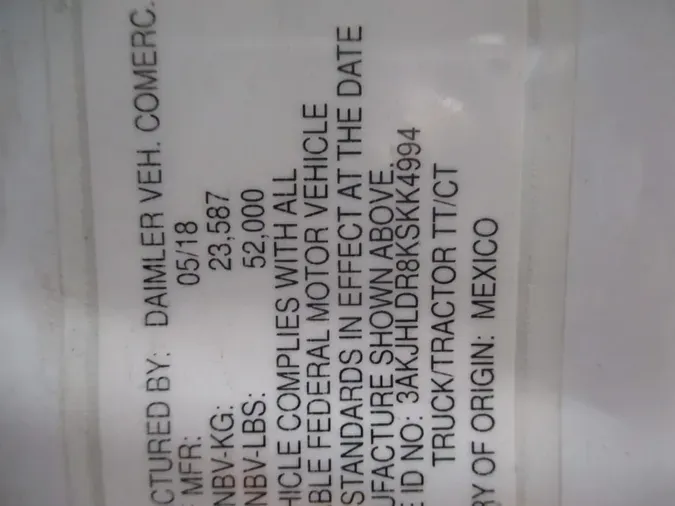 ACTURED BY: DAIMLER VEH. COMERC.
MFR: 05/18
NBV-KG: 23,587
NBV-LBS: 52,000
HICLE COMPLIES WITH ALL
BLE FEDERAL MOTOR VEHICLE
STANDARDS IN EFFECT AT THE DATE
UFACTURE SHOWN ABOVE.
E ID NO: 3AKJHLDR8KSKK4994
TRUCK/TRACTOR TT/CT
RY OF ORIGIN: MEXICO